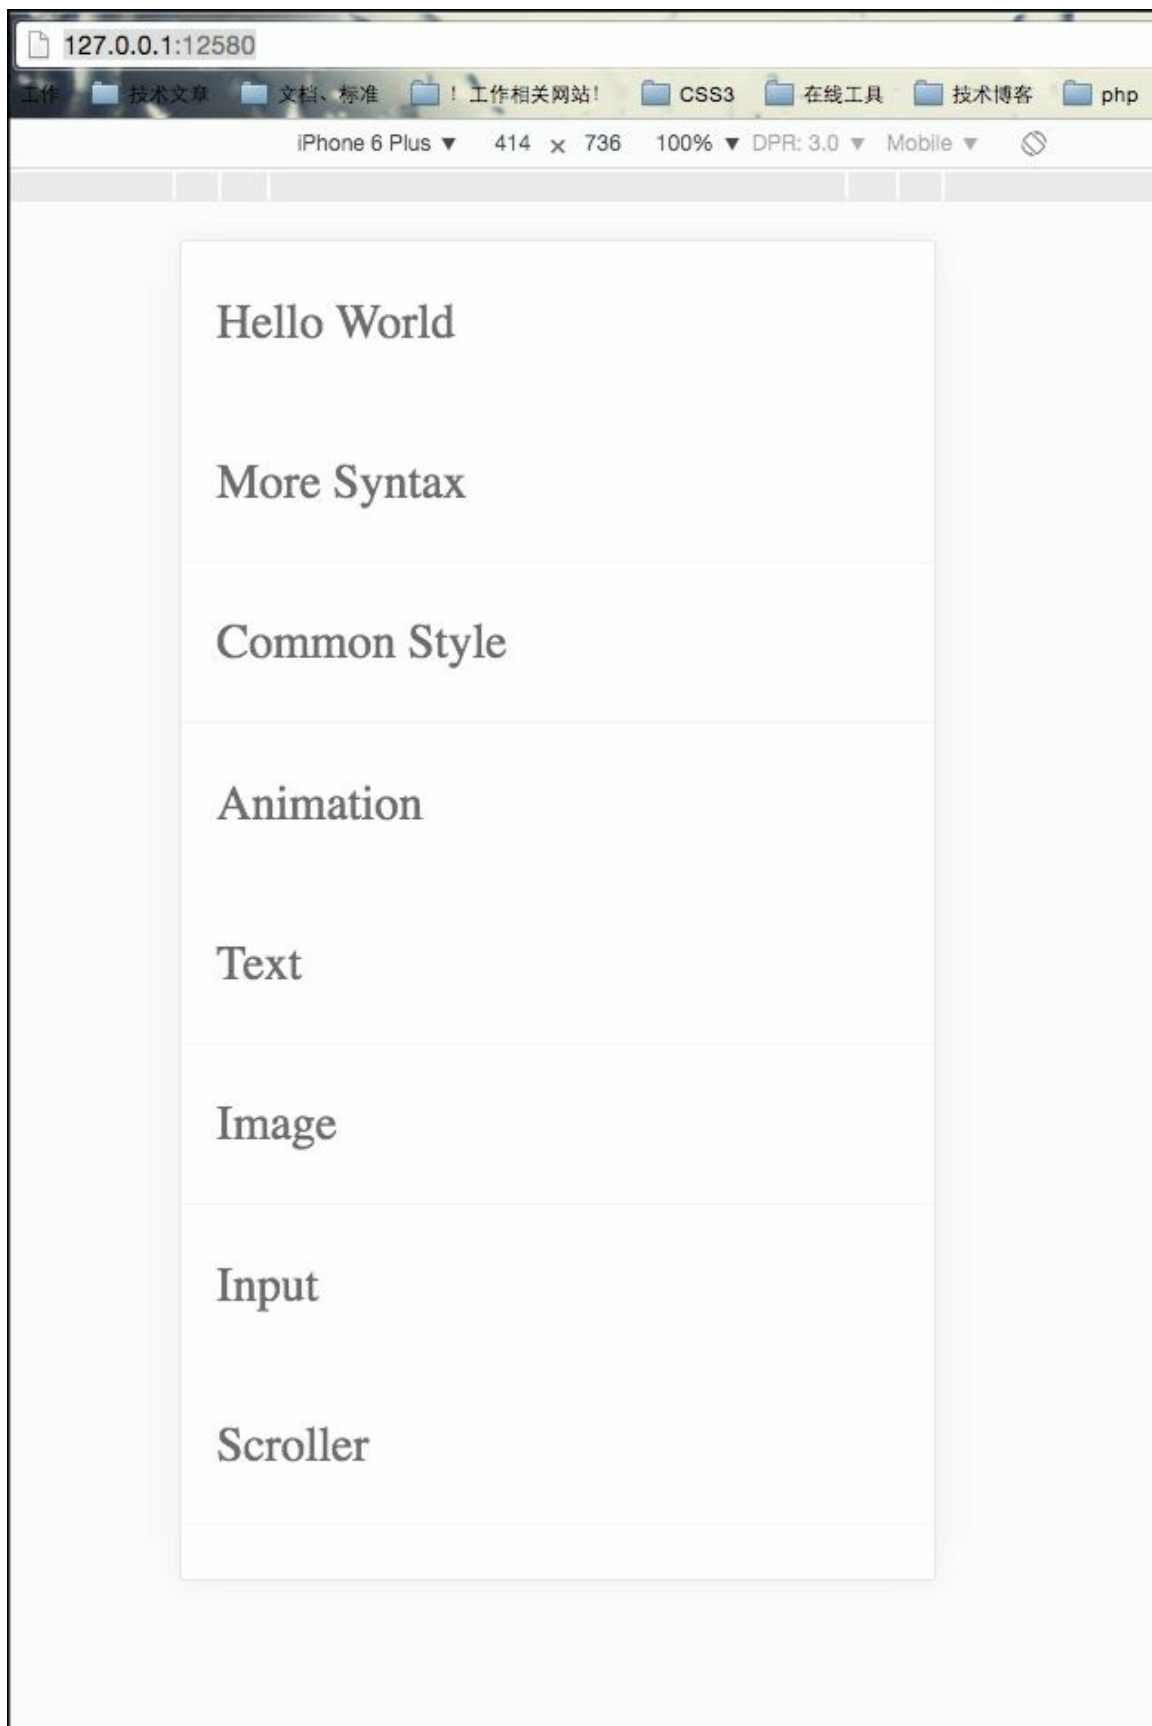 127.0.0.1:12580
工作 技术文章 文档、标准 ！工作相关网站！ CSS3 在线工具 技术博客 php
iPhone 6 Plus ▼ 414 × 736 100% ▼ DPR: 3.0 ▼ Mobile ▼
Hello World
More Syntax
Common Style
Animation
Text
Image
Input
Scroller